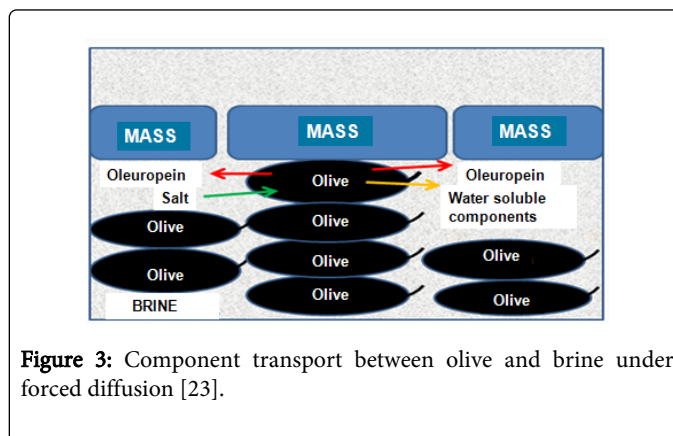 MASS MASS MASS
Oleuropein Olive Oleuropein
Salt Water soluble
components
Olive Olive
Olive Olive Olive
BRINE Olive Olive
Figure 3: Component transport between olive and brine under
forced diffusion [23].